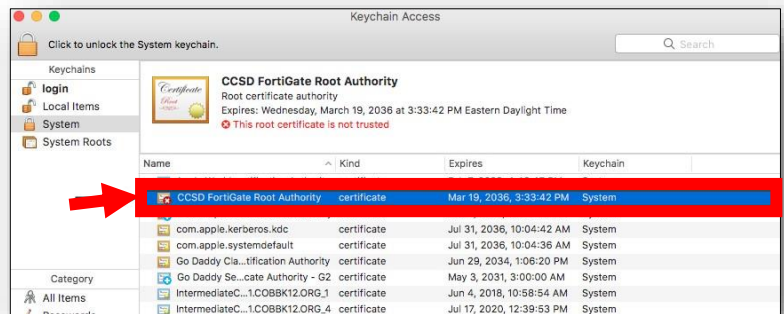 Keychain Access
Click to unlock the System keychain.
Search
Keychains
login
Local Items
System
System Roots
Certificate
Root
CCSD FortiGate Root Authority
Root certificate authority
Expires: Wednesday, March 19, 2036 at 3:33:42 PM Eastern Daylight Time
This root certificate is not trusted
Name Kind Expires Keychain
CCSD FortiGate Root Authority certificate Mar 19, 2036, 3:33:42 PM System
com.apple.kerberos.kdc certificate Jul 31, 2036, 10:04:42 AM System
com.apple.systemdefault certificate Jul 31, 2036, 10:04:36 AM System
Go Daddy Cla...tification Authority certificate Jun 29, 2034, 1:06:20 PM System
Go Daddy Se...cate Authority - G2 certificate May 3, 2031, 3:00:00 AM System
IntermediateC...1.COBBK12.ORG_1 certificate Jun 4, 2018, 10:58:54 AM System
IntermediateC...1.COBBK12.ORG_4 certificate Jul 17, 2020, 12:39:53 PM System
Category
All Items